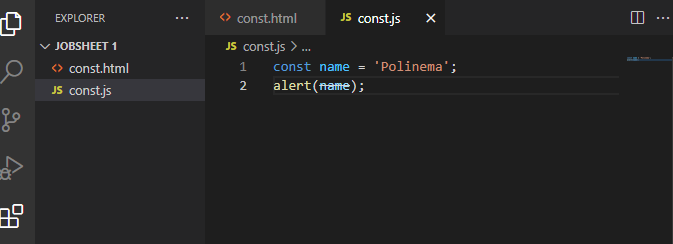 EXPLORER ...
JOBSHEET 1
<> const.html
JS const.js
<> const.html
JS const.js ×
...
JS const.js > ...
1 const name = 'Polinema';
2 alert(name);